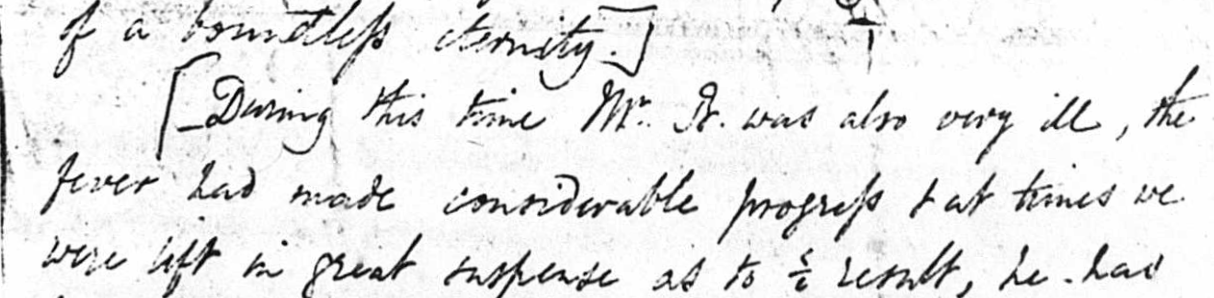 of a boundless eternity.]
[During this time Mr. W. was also very ill, the
fever had made considerable progress & at times we
were left in great suspense as to ye result, he had